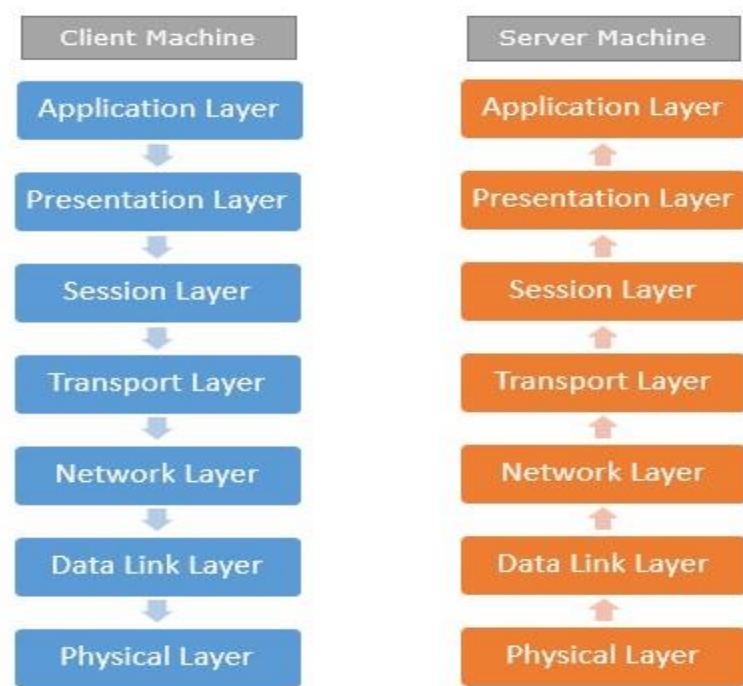 Client Machine
Application Layer
Presentation Layer
Session Layer
Transport Layer
Network Layer
Data Link Layer
Physical Layer
Server Machine
Application Layer
Presentation Layer
Session Layer
Transport Layer
Network Layer
Data Link Layer
Physical Layer